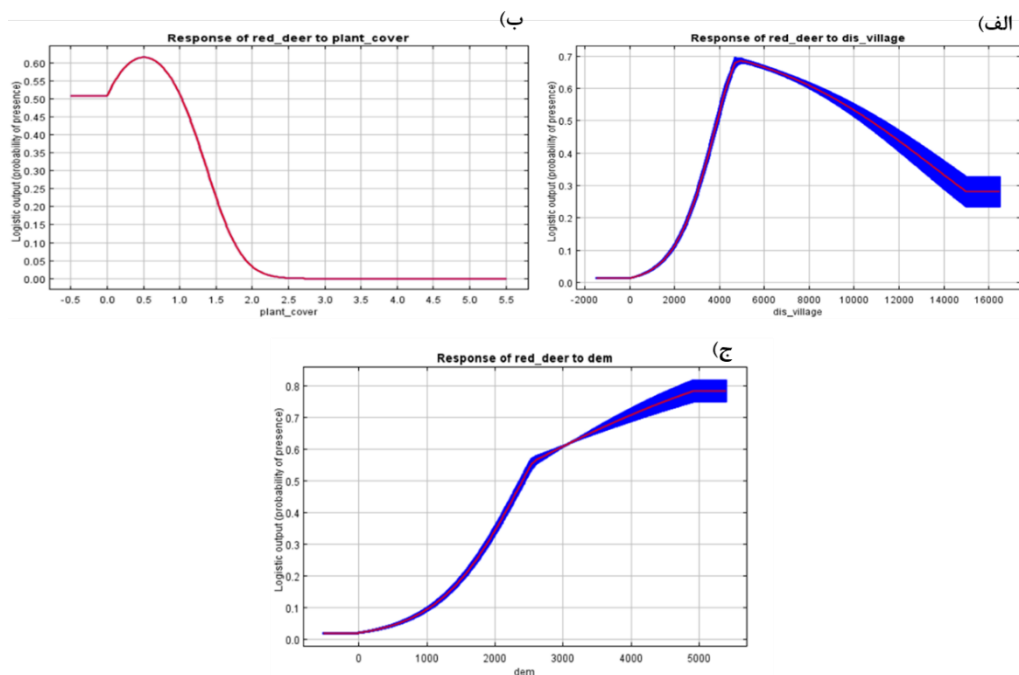 الف)
Response of red_deer to dis_village
Logistic output (probability of presence)
0.7
0.6
0.5
0.4
0.3
0.2
0.1
0.0
-2000 0 2000 4000 6000 8000 10000 12000 14000 16000
dis_village
ب)
Response of red_deer to plant_cover
Logistic output (probability of presence)
0.60
0.55
0.50
0.45
0.40
0.35
0.30
0.25
0.20
0.15
0.10
0.05
0.00
-0.5 0.0 0.5 1.0 1.5 2.0 2.5 3.0 3.5 4.0 4.5 5.0 5.5
plant_cover
ج)
Response of red_deer to dem
Logistic output (probability of presence)
0.8
0.7
0.6
0.5
0.4
0.3
0.2
0.1
0.0
0 1000 2000 3000 4000 5000
dem